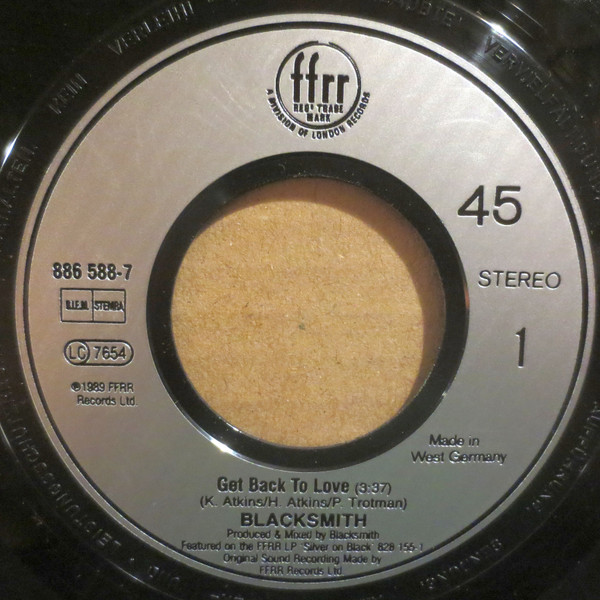 ffrr
REGD TRADE
MARK
A DIVISION OF LONDON RECORDS
45
STEREO
1
886 588-7
B.I.E.M. STEMRA
LC 7654
℗1989 FFRR
Records Ltd.
Made in
West Germany
Get Back To Love (3:37)
(K. Atkins/H. Atkins/P. Trotman)
BLACKSMITH
Produced & Mixed by Blacksmith
Featured on the FFRR LP Silver on Black 828 155-1
Original Sound Recording Made by
FFRR Records Ltd
KEIN VERLEIH!